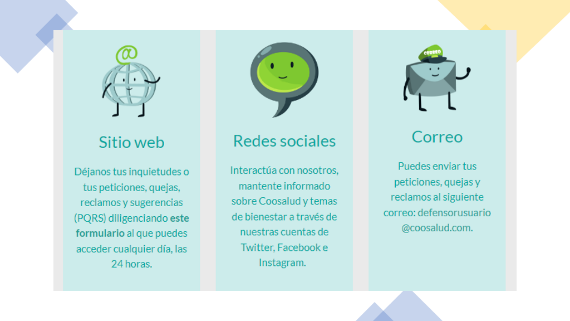 @
Sitio web
Déjanos tus inquietudes o
tus peticiones, quejas,
reclamos y sugerencias
(PQRS) diligenciando este
formulario al que puedes
acceder cualquier día, las
24 horas.
Redes sociales
Interactúa con nosotros,
mantente informado
sobre Coosalud y temas
de bienestar a través de
nuestras cuentas de
Twitter, Facebook e
Instagram.
CORREO
Correo
Puedes enviar tus
peticiones, quejas y
reclamos al siguiente
correo: defensorusuario
@coosalud.com.